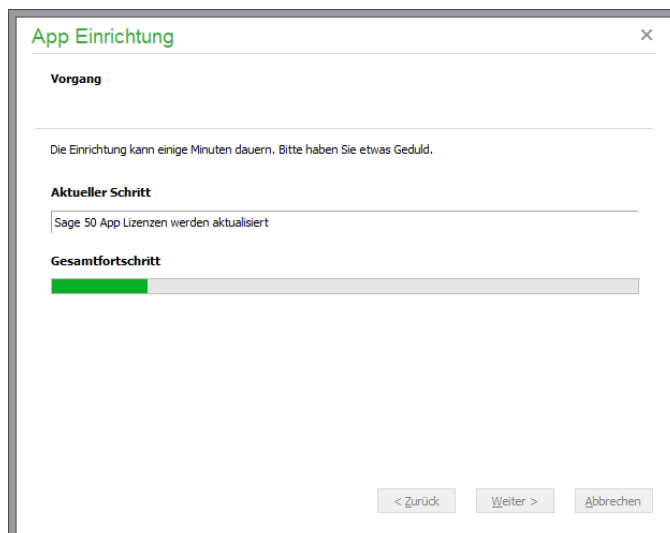 App Einrichtung
Vorgang
Die Einrichtung kann einige Minuten dauern. Bitte haben Sie etwas Geduld.
Aktueller Schritt
Sage 50 App Lizenzen werden aktualisiert
Gesamtfortschritt
< Zurück
Weiter >
Abbrechen